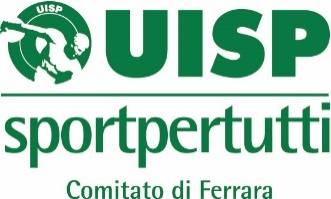 UISP
UISP
sportpertutti
Comitato di Ferrara